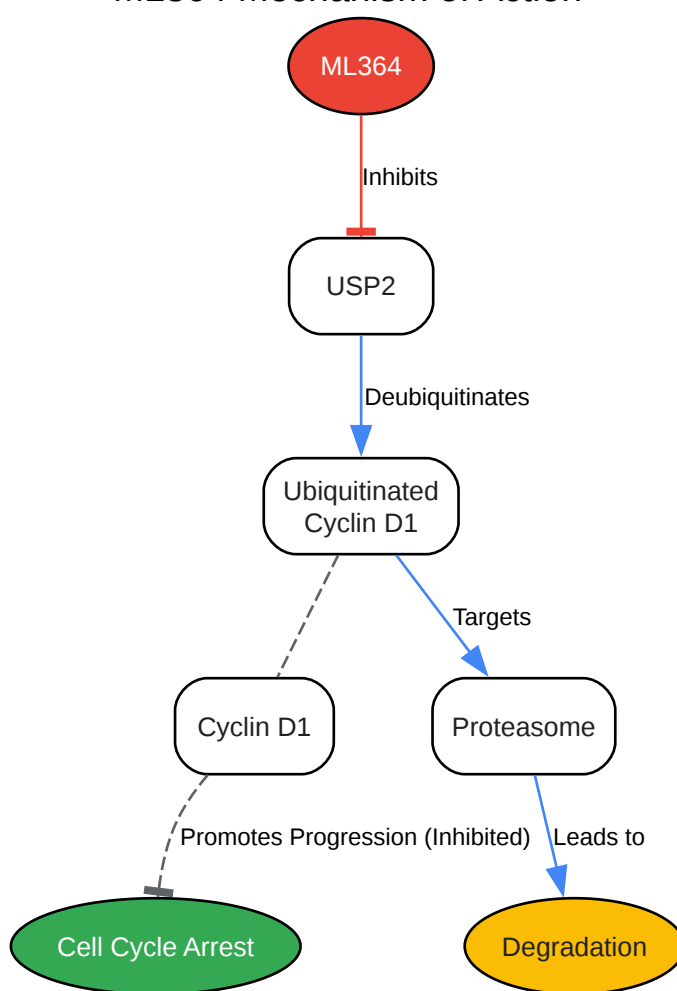 ML364
Inhibits
USP2
Deubiquitinates
Ubiquitinated
Cyclin D1
Targets
Cyclin D1
Proteasome
Promotes Progression (Inhibited)
Leads to
Cell Cycle Arrest
Degradation